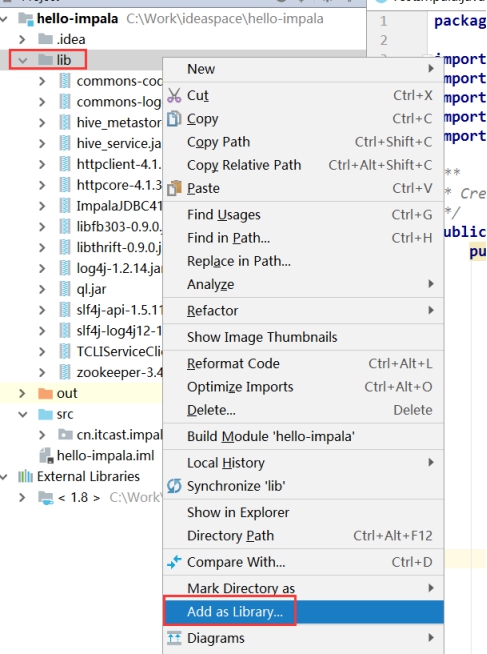 hello-impala C:\Work\ideaspace\hello-impala
.idea
lib
commons-cod
commons-log
hive_metastor
hive_service.ja
httpclient-4.1.
httpcore-4.1.3
ImpalaJDBC41
libfb303-0.9.0.
libthrift-0.9.0.j
log4j-1.2.14.jar
ql.jar
slf4j-api-1.5.11
slf4j-log4j12-1
TCLIServiceClie
zookeeper-3.4
out
src
cn.itcast.impal
hello-impala.iml
External Libraries
< 1.8 > C:\Work\
New
Cut Ctrl+X
Copy Ctrl+C
Copy Path Ctrl+Shift+C
Copy Relative Path Ctrl+Alt+Shift+C
Paste Ctrl+V
Find Usages Ctrl+G
Find in Path... Ctrl+H
Replace in Path...
Analyze
Refactor
Show Image Thumbnails
Reformat Code Ctrl+Alt+L
Optimize Imports Ctrl+Alt+O
Delete... Delete
Build Module 'hello-impala'
Local History
Synchronize 'lib'
Show in Explorer
Directory Path Ctrl+Alt+F12
Compare With... Ctrl+D
Mark Directory as
Add as Library...
Diagrams
1 packag
2
import
import
import
import
import
**
* Cre
*/
ublic
pu